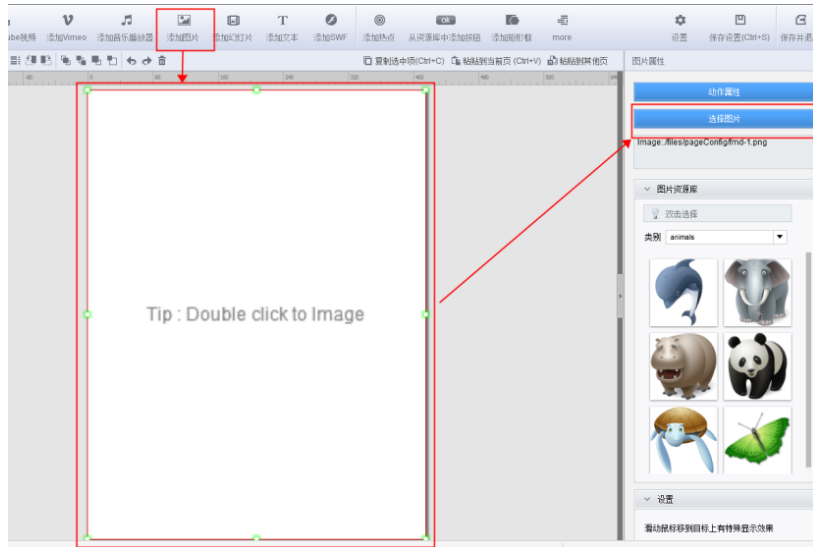 ube视频 添加Vimeo 添加音乐播放器 添加图片 添加幻灯片 添加文本 添加SWF 添加热点 从资源库中添加按钮 添加阴影框 more 设置 保存设置(Ctrl+S) 保存并退
OK
复制选中项(Ctrl+C) 粘贴到当前页 (Ctrl+V) 粘贴到其他页 图片属性
动作属性
选择图片
Image:./files/pageConfig/fmd-1.png
图片资源库
双击选择
类别 animals
Tip : Double click to Image
设置
滑动鼠标移到目标上有特殊显示效果